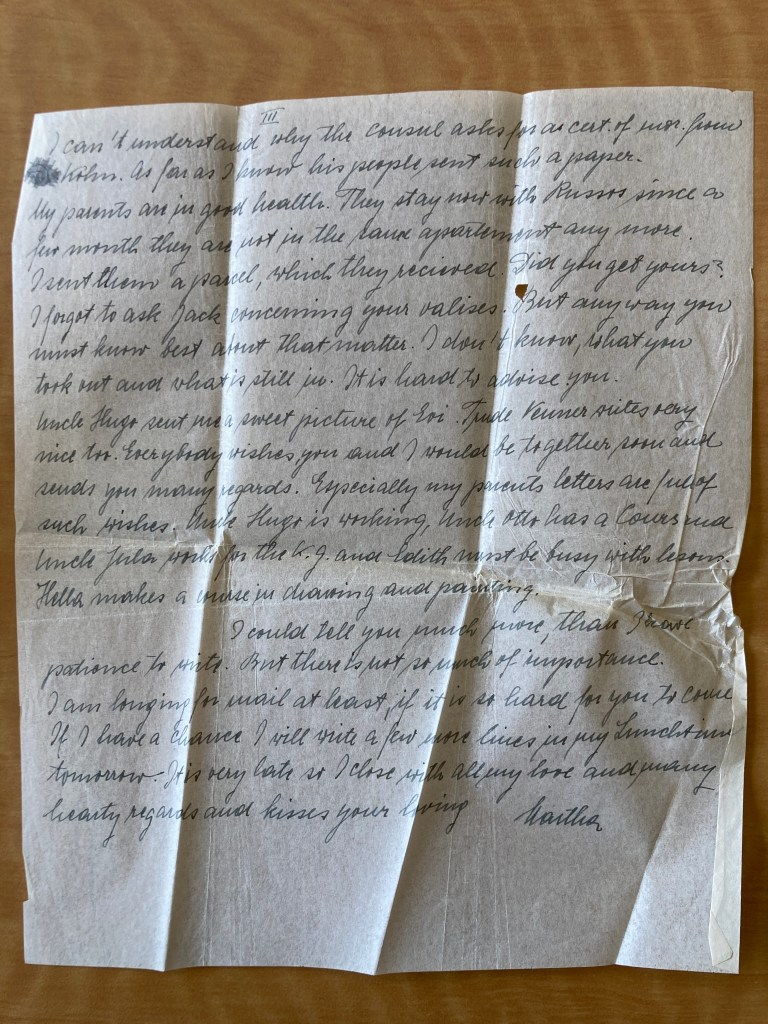 III
I can't understand why the consul asks for a cert. of mor. from
Köln. As far as I know his people sent such a paper.
My parents are in good health. They stay now with Russos since a
few month they are not in the same apartement any more.
I sent them a parcel, which they recieved. Did you get yours?
I forgot to ask Jack concerning your valises. But anyway you
must know best about that matter. I don't know, what you
took out and what is still in. It is hard to advise you.
Uncle Hugo sent me a sweet picture of Evi. Trude Venner writes very
nice too. Everybody wishes, you and I would be together soon and
sends you many regards. Especially my parents letters are full of
such wishes. Uncle Hugo is working, Uncle Otto has a Cours and
Uncle Jula works for the K.g. and Edith must be busy with lesson.
Hella makes a course in drawing and painting.
I could tell you much more, than I have
patience to write. But there is not so much of importance.
I am longing for mail at least, if it is so hard for you to come
If I have a chance I will write a few more lines in my Lunchtime
tomorrow. It is very late so I close with all my love and many
hearty regards and kisses your loving Martha